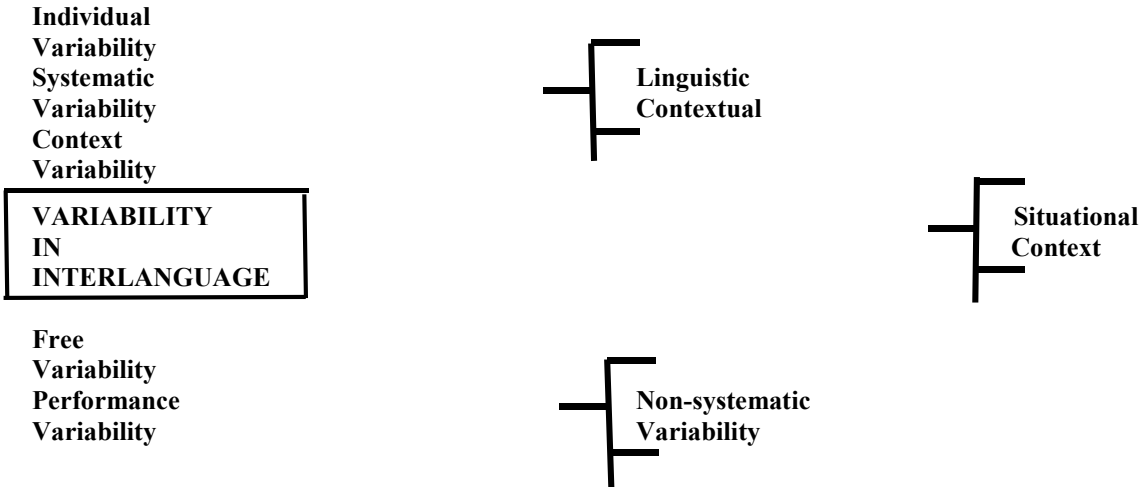 Individual
Variability
Systematic
Variability
Context
Variability
VARIABILITY
IN
INTERLANGUAGE
Free
Variability
Performance
Variability
Linguistic
Contextual
Non-systematic
Variability
Situational
Context